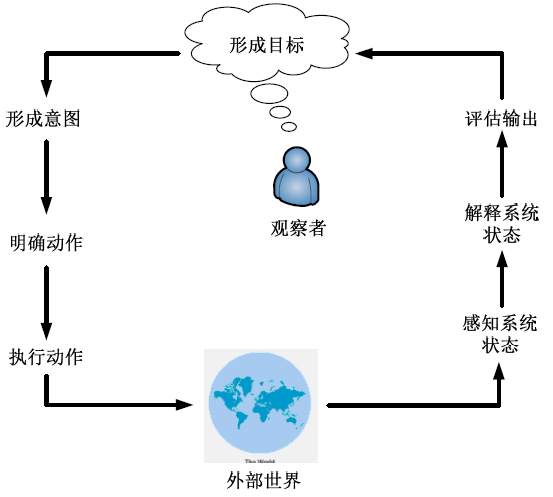 形成目标
形成意图
评估输出
观察者
明确动作
解释系统
状态
执行动作
感知系统
状态
The World
外部世界